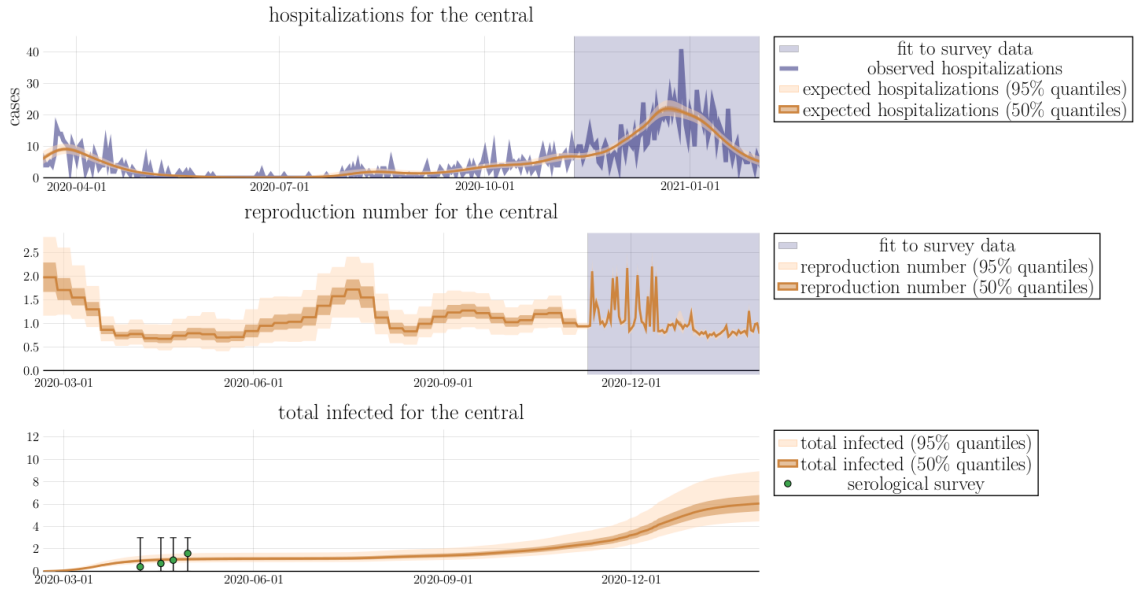 hospitalizations for the central
cases
40
30
20
10
0
2020-04-01
2020-07-01
2020-10-01
2021-01-01
fit to survey data
observed hospitalizations
expected hospitalizations (95% quantiles)
expected hospitalizations (50% quantiles)
reproduction number for the central
2.5
2.0
1.5
1.0
0.5
0.0
2020-03-01
2020-06-01
2020-09-01
2020-12-01
fit to survey data
reproduction number (95% quantiles)
reproduction number (50% quantiles)
total infected for the central
12
10
8
6
4
2
0
2020-03-01
2020-06-01
2020-09-01
2020-12-01
total infected (95% quantiles)
total infected (50% quantiles)
serological survey